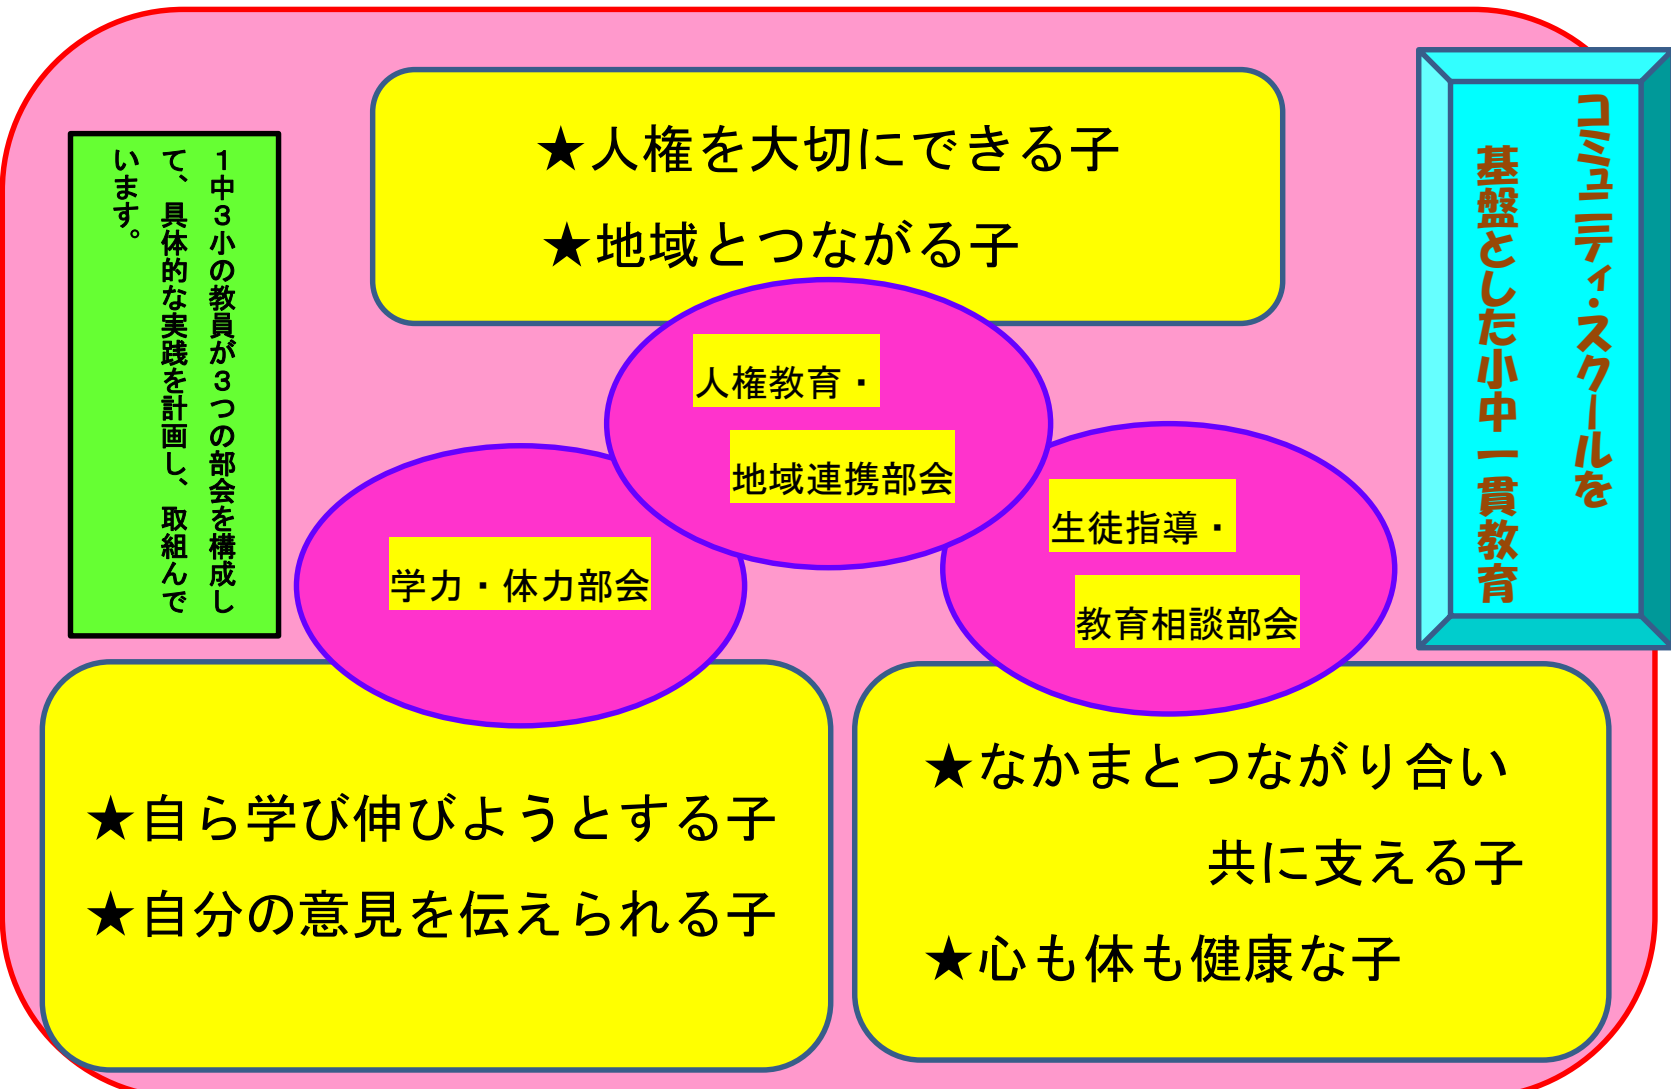 コミュニティ・スクールを
基盤とした小中一貫教育
★人権を大切にできる子
★地域とつながる子
1中3小の教員が3つの部会を構成し
て、具体的な実践を計画し、取組んで
います。
人権教育・
地域連携部会
学力・体力部会
生徒指導・
教育相談部会
★自ら学び伸びようとする子
★自分の意見を伝えられる子
★なかまとつながり合い
共に支える子
★心も体も健康な子